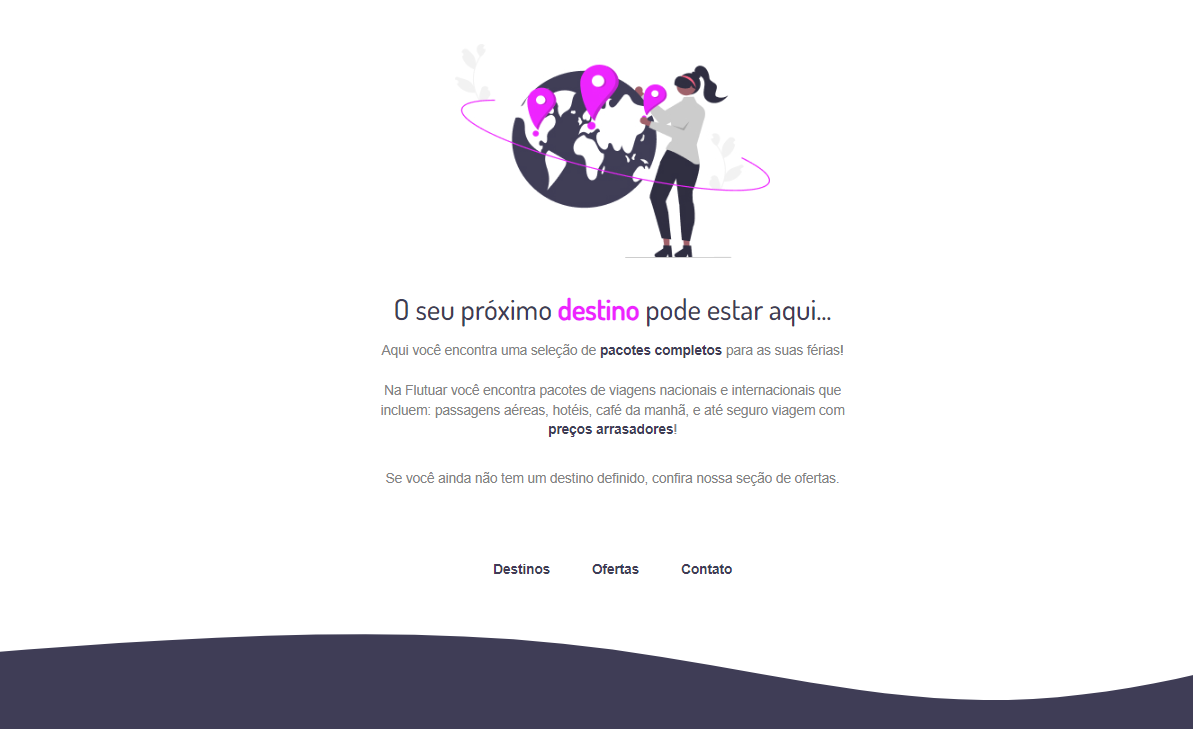 O seu próximo destino pode estar aqui...
Aqui você encontra uma seleção de pacotes completos para as suas férias!
Na Flutuar você encontra pacotes de viagens nacionais e internacionais que
incluem: passagens aéreas, hotéis, café da manhã, e até seguro viagem com
preços arrasadores!
Se você ainda não tem um destino definido, confira nossa seção de ofertas.
Destinos Ofertas Contato